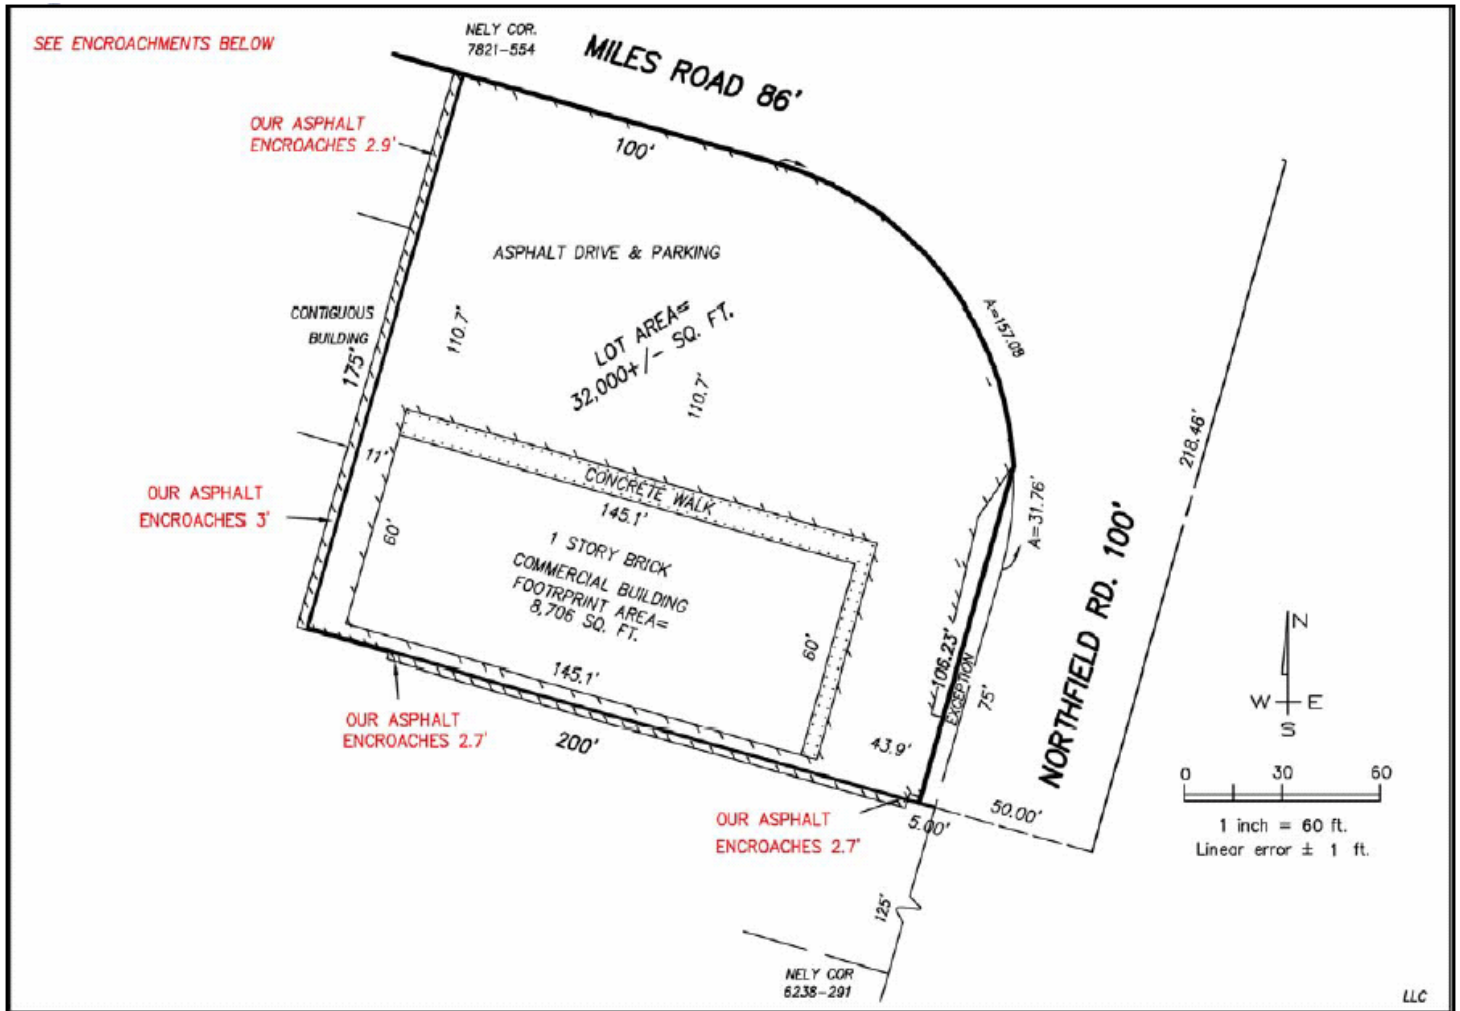 SEE ENCROACHMENTS BELOW
NELY COR.
7821-554
MILES ROAD 86'
OUR ASPHALT
ENCROACHES 2.9'
100'
ASPHALT DRIVE & PARKING
A=157.08
CONTIGUOUS
BUILDING
175'
110.7'
LOT AREA=
32,000+/- SQ. FT.
110.7'
218.46'
11'
CONCRETE WALK
145.1'
OUR ASPHALT
ENCROACHES 3'
60'
A=31.76'
1 STORY BRICK
COMMERCIAL BUILDING
FOOTRPRINT AREA=
8,706 SQ. FT.
60'
145.1'
106.23'
EXCEPTION
75'
NORTHFIELD RD. 100'
N
W E
S
OUR ASPHALT
ENCROACHES 2.7'
200'
43.9'
0 30 60
1 inch = 60 ft.
Linear error ± 1 ft.
OUR ASPHALT
ENCROACHES 2.7'
5.00'
50.00'
125'
NELY COR
6238-291
LLC